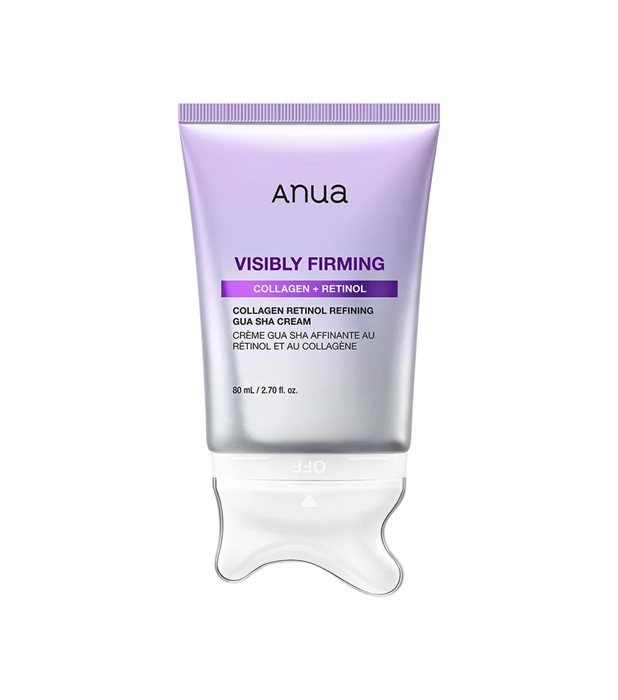 Anua
VISIBLY FIRMING
COLLAGEN + RETINOL
COLLAGEN RETINOL REFINING
GUA SHA CREAM
CRÈME GUA SHA AFFINANTE AU
RÉTINOL ET AU COLLAGÈNE
80 mL / 2.70 fl. oz.
OFF